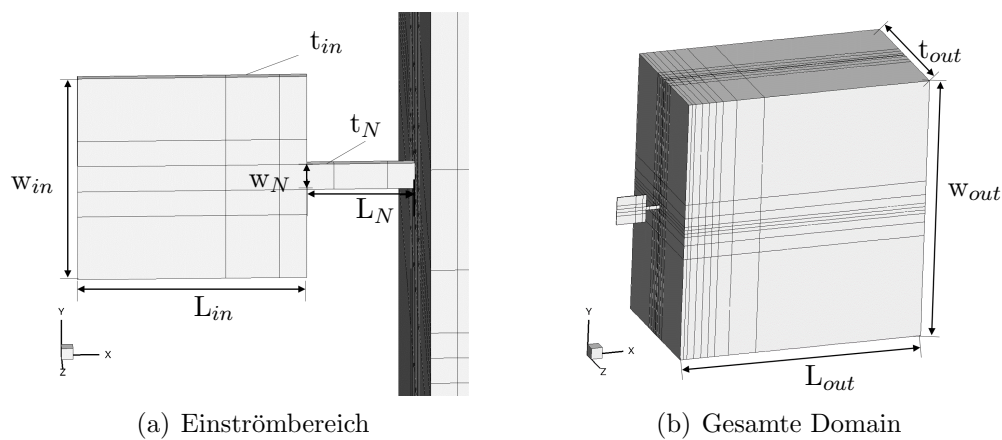 t_in
t_N
w_in
w_N
L_N
L_in
Y
X
Z
(a) Einströmbereich
t_out
w_out
L_out
Y
X
Z
(b) Gesamte Domain